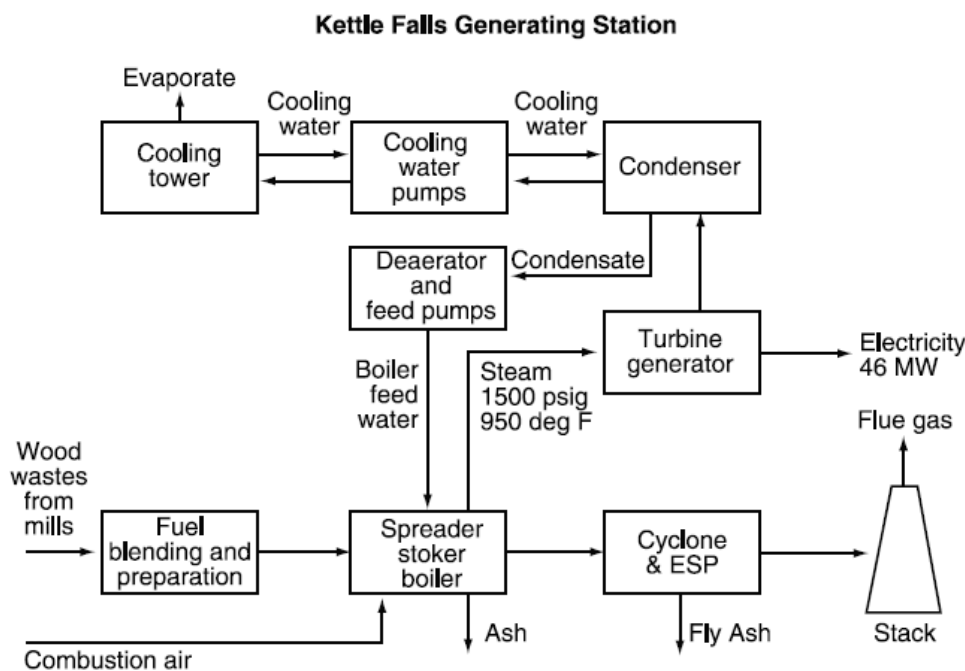 Kettle Falls Generating Station
Evaporate
Cooling
water
Cooling
water
Cooling
tower
Cooling
water
pumps
Condenser
Deaerator
and
feed pumps
Condensate
Turbine
generator
Electricity
46 MW
Boiler
feed
water
Steam
1500 psig
950 deg F
Flue gas
Wood
wastes
from
mills
Fuel
blending and
preparation
Spreader
stoker
boiler
Cyclone
& ESP
Ash
Fly Ash
Stack
Combustion air